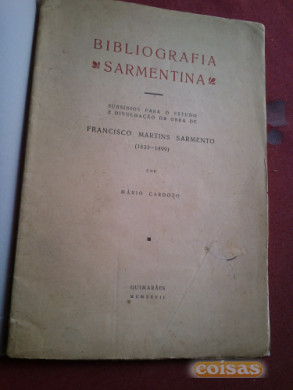 BIBLIOGRAFIA
SARMENTINA
SUBSÍDIOS PARA O ESTUDO
E DIVULGAÇÃO DA OBRA DE
FRANCISCO MARTINS SARMENTO
(1833-1899)
POR
MÁRIO CARDOZO
GUIMARÃES
MCMXXVII
coisas